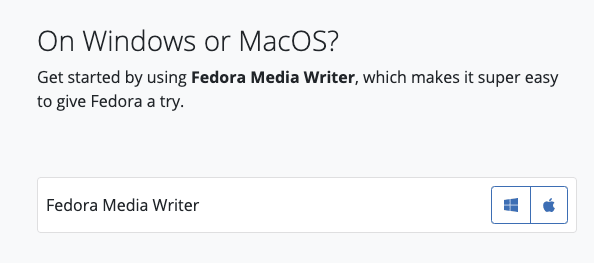 On Windows or MacOS?
Get started by using Fedora Media Writer, which makes it super easy
to give Fedora a try.
Fedora Media Writer